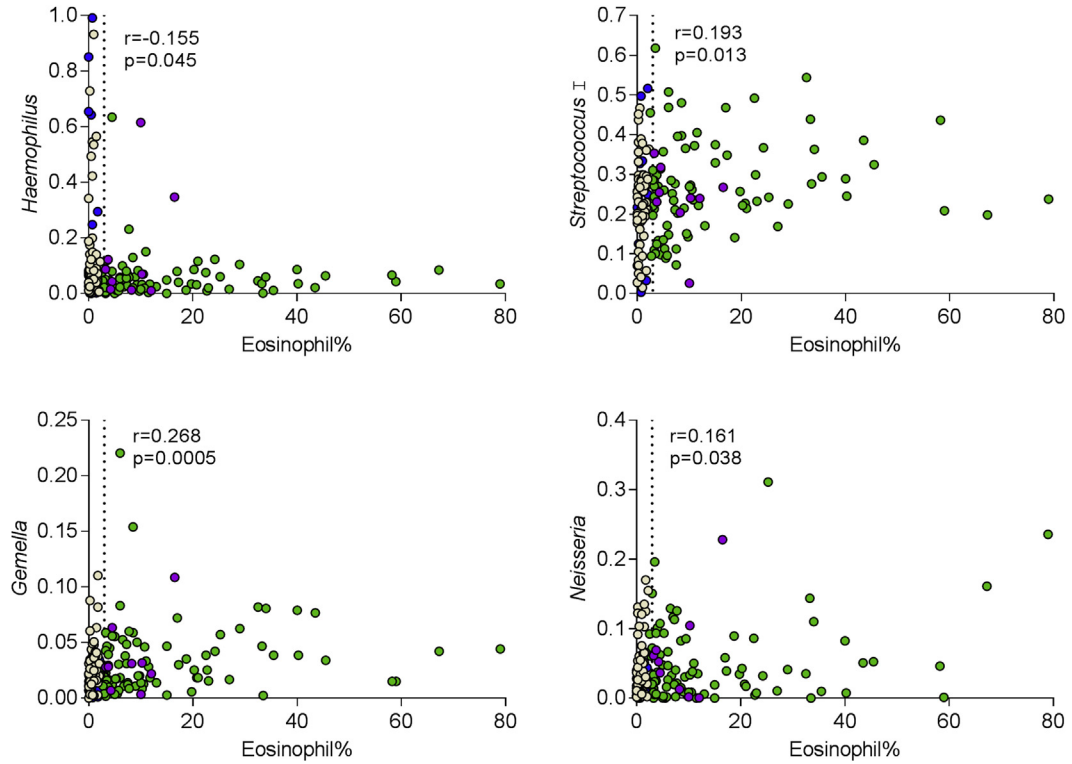 1.0
0.8
0.6
0.4
0.2
0.0
Haemophilus
r=-0.155
p=0.045
0 20 40 60 80
Eosinophil%
0.7
0.6
0.5
0.4
0.3
0.2
0.1
0.0
Streptococcus I
r=0.193
p=0.013
0 20 40 60 80
Eosinophil%
0.25
0.20
0.15
0.10
0.05
0.00
Gemella
r=0.268
p=0.0005
0 20 40 60 80
Eosinophil%
0.4
0.3
0.2
0.1
0.0
Neisseria
r=0.161
p=0.038
0 20 40 60 80
Eosinophil%